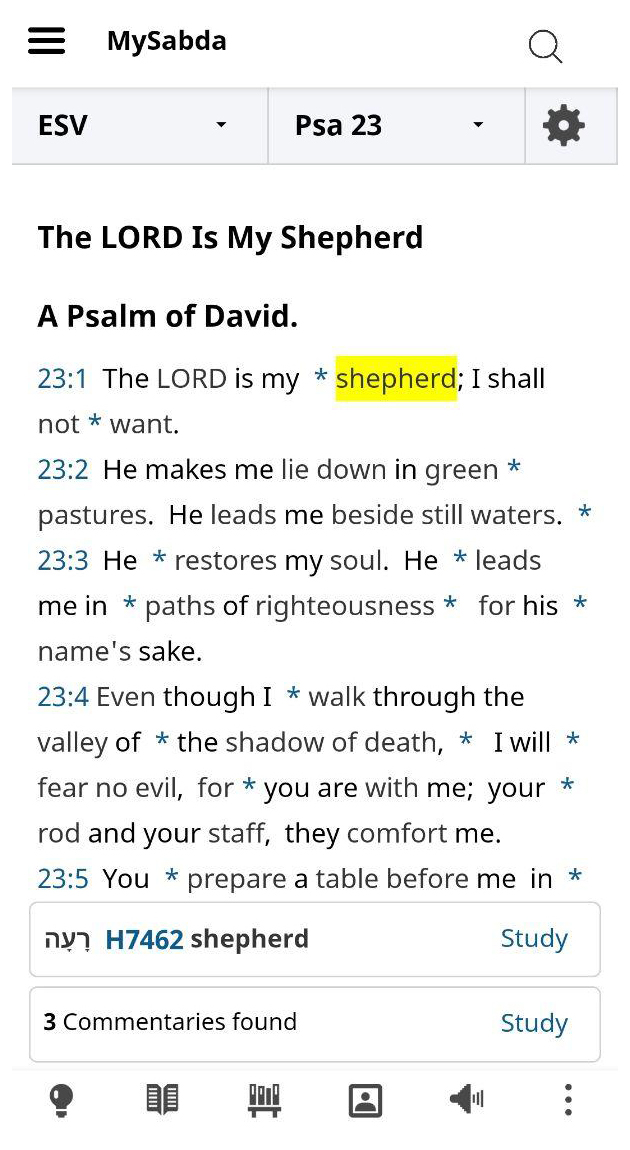 MySabda
ESV
Psa 23
The LORD Is My Shepherd
A Psalm of David.
23:1 The LORD is my * shepherd; I shall
not * want.
23:2 He makes me lie down in green *
pastures. He leads me beside still waters. *
23:3 He * restores my soul. He * leads
me in * paths of righteousness * for his *
name's sake.
23:4 Even though I * walk through the
valley of * the shadow of death, * I will *
fear no evil, for * you are with me; your *
rod and your staff, they comfort me.
23:5 You * prepare a table before me in *
רָעָה H7462 shepherd Study
3 Commentaries found Study